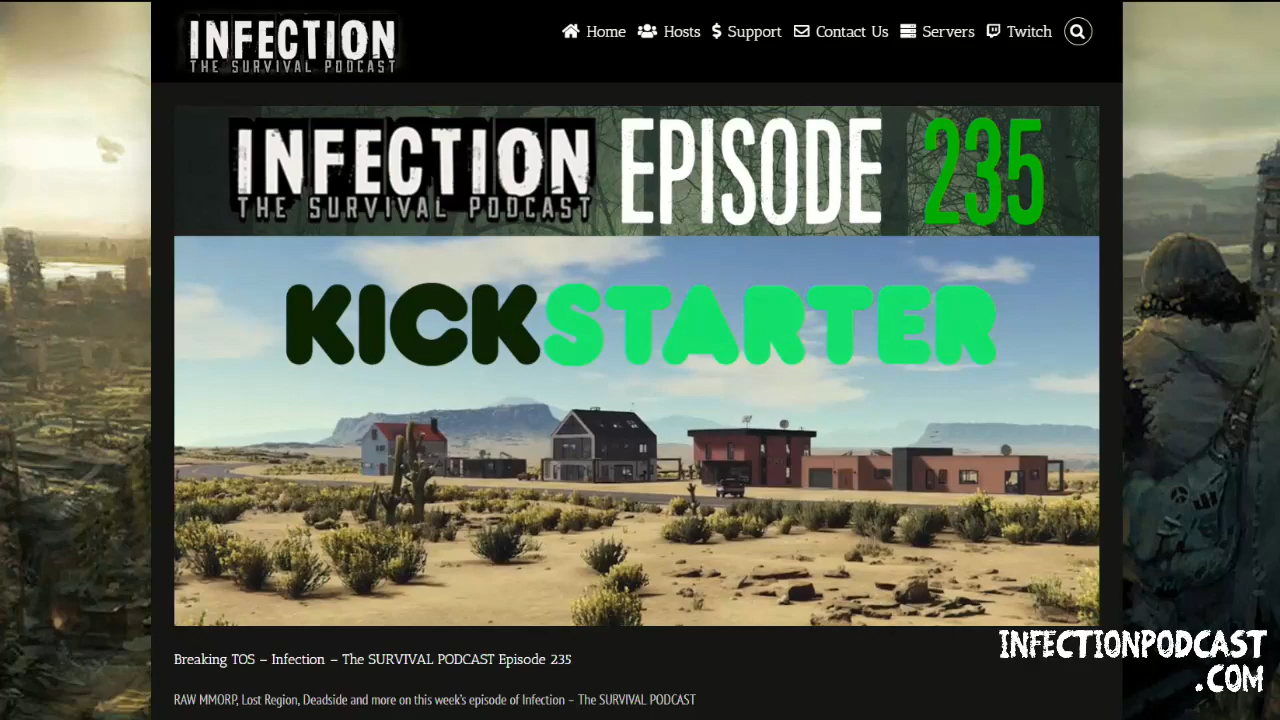 INFECTION
THE SURVIVAL PODCAST
Home Hosts Support Contact Us Servers Twitch
INFECTION EPISODE 235
THE SURVIVAL PODCAST
KICKSTARTER
Breaking TOS – Infection – The SURVIVAL PODCAST Episode 235
RAW MMORP, Lost Region, Deadside and more on this week's episode of Infection – The SURVIVAL PODCAST
INFECTIONPODCAST
.COM